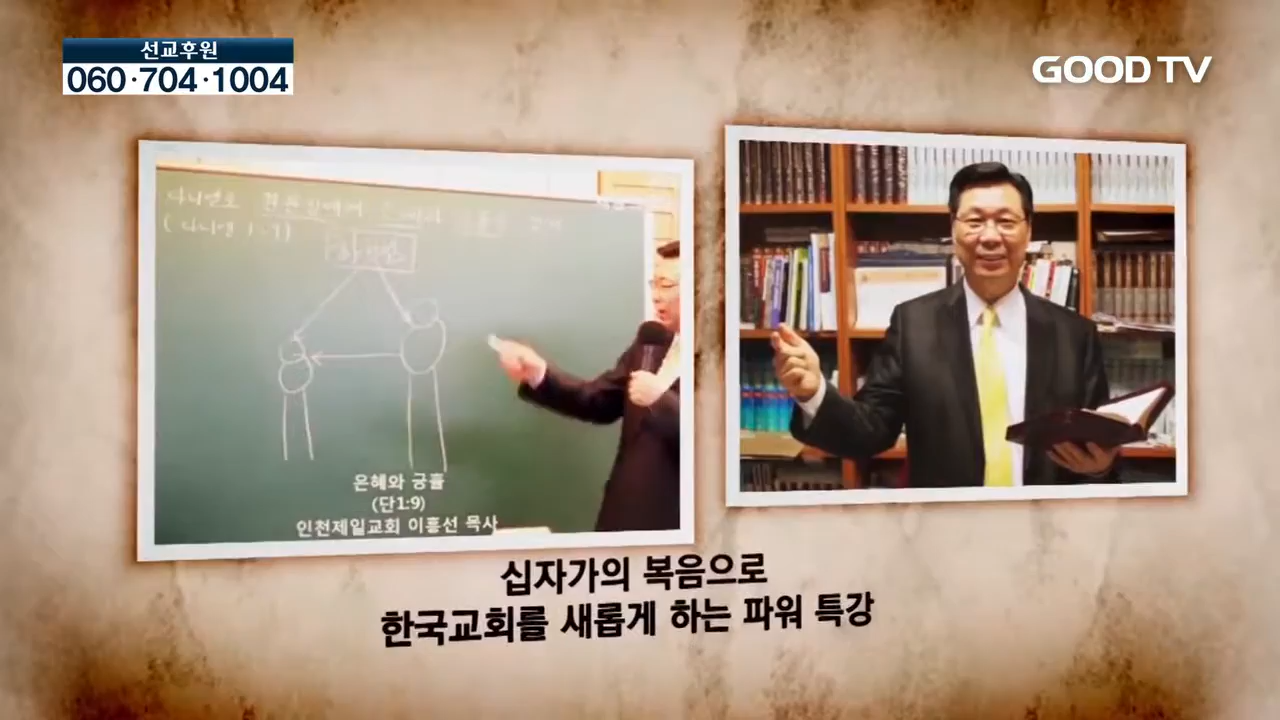 선교후원
060·704·1004
GOOD TV
은혜와 궁휼
(단1:9)
인천제일교회 이흥선 목사
십자가의 복음으로
한국교회를 새롭게 하는 파워 특강